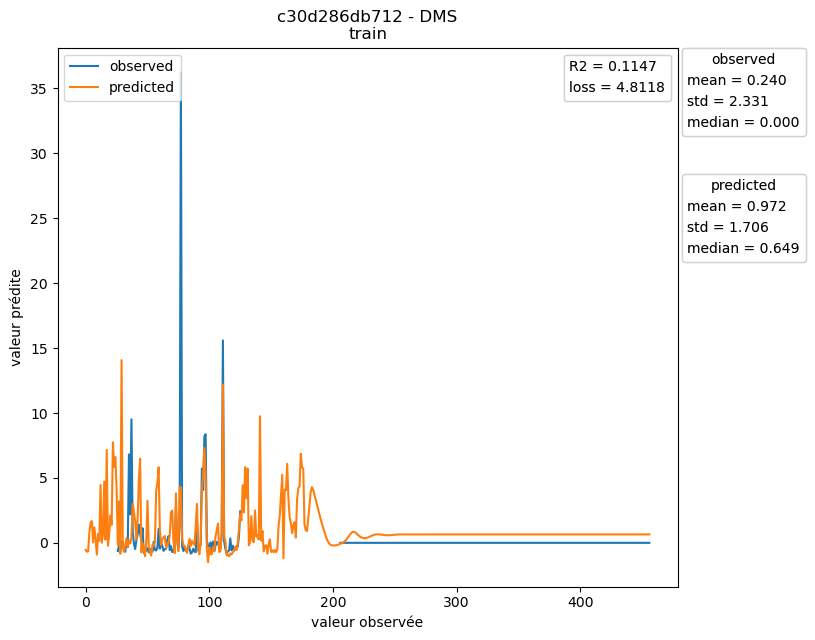 c30d286db712 - DMS
train
observed
predicted
R2 = 0.1147
loss = 4.8118
observed
mean = 0.240
std = 2.331
median = 0.000
predicted
mean = 0.972
std = 1.706
median = 0.649
valeur prédite
35
30
25
20
15
10
5
0
0 100 200 300 400
valeur observée